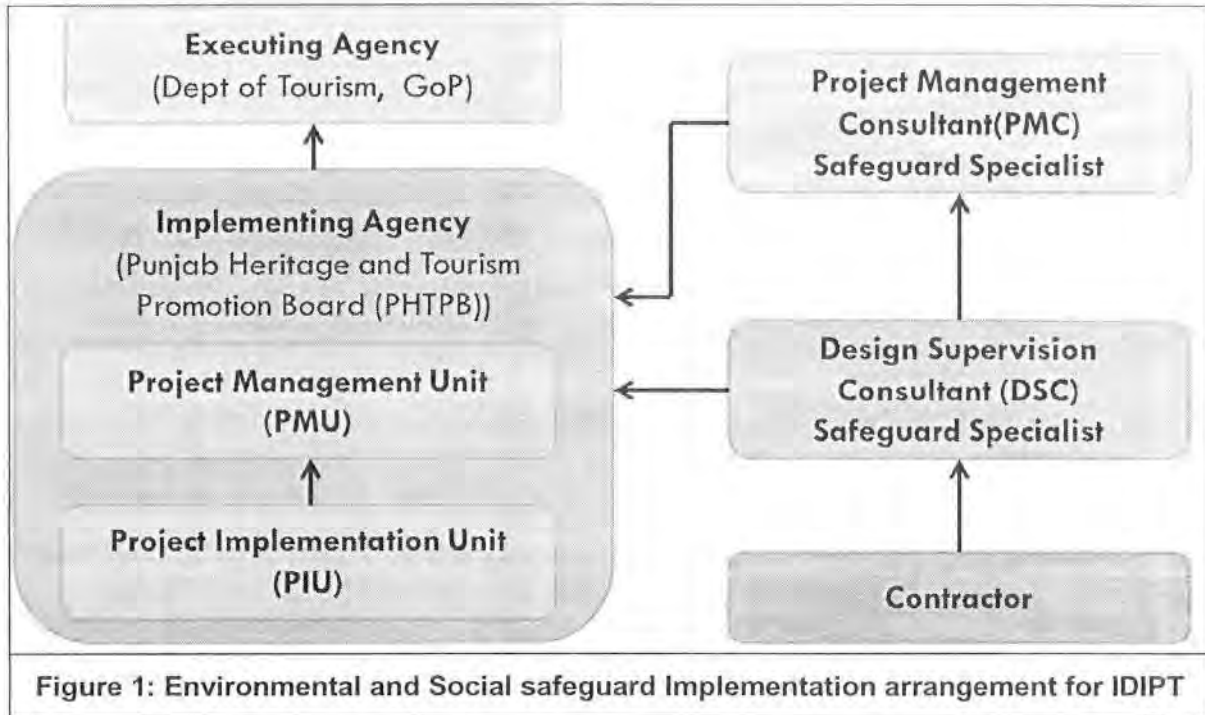 Executing Agency
(Dept of Tourism, GoP)
Implementing Agency
(Punjab Heritage and Tourism
Promotion Board (PHTPB))
Project Management Unit
(PMU)
Project Implementation Unit
(PIU)
Project Management
Consultant(PMC)
Safeguard Specialist
Design Supervision
Consultant (DSC)
Safeguard Specialist
Contractor
Figure 1: Environmental and Social safeguard Implementation arrangement for IDIPT